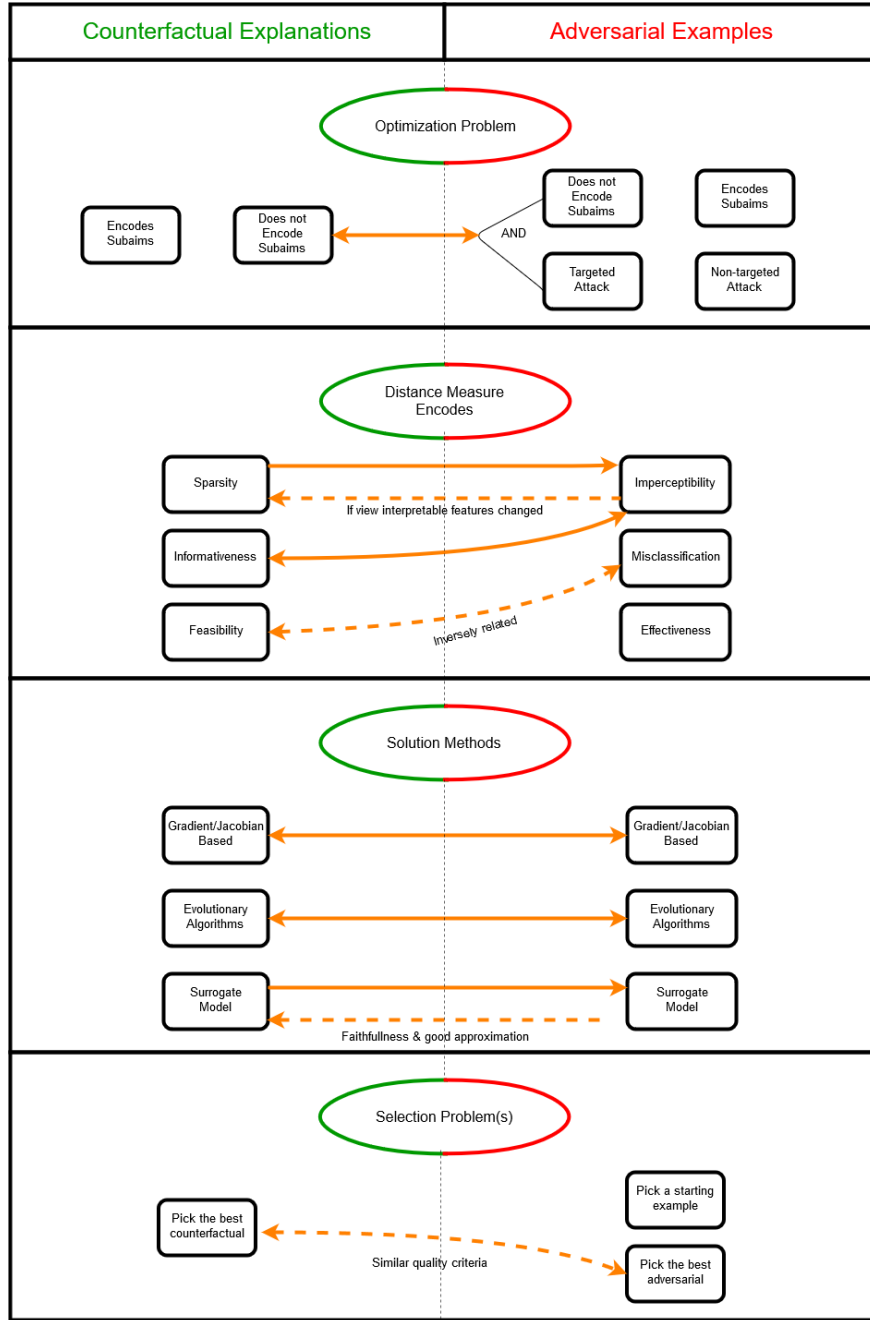 Counterfactual Explanations
Adversarial Examples
Optimization Problem
Encodes
Subaims
Does not
Encode
Subaims
AND
Does not
Encode
Subaims
Encodes
Subaims
Targeted
Attack
Non-targeted
Attack
Distance Measure
Encodes
Sparsity
Imperceptibility
If view interpretable features changed
Informativeness
Misclassification
Feasibility
Inversely related
Effectiveness
Solution Methods
Gradient/Jacobian
Based
Gradient/Jacobian
Based
Evolutionary
Algorithms
Evolutionary
Algorithms
Surrogate
Model
Surrogate
Model
Faithfullness & good approximation
Selection Problem(s)
Pick the best
counterfactual
Pick a starting
example
Similar quality criteria
Pick the best
adversarial